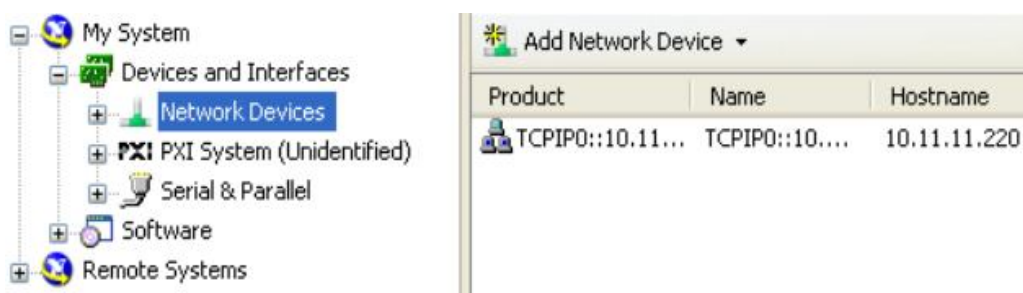 My System
Devices and Interfaces
Network Devices
PXI PXI System (Unidentified)
Serial & Parallel
Software
Remote Systems
Add Network Device
Product Name Hostname
TCPIP0::10.11... TCPIP0::10.... 10.11.11.220